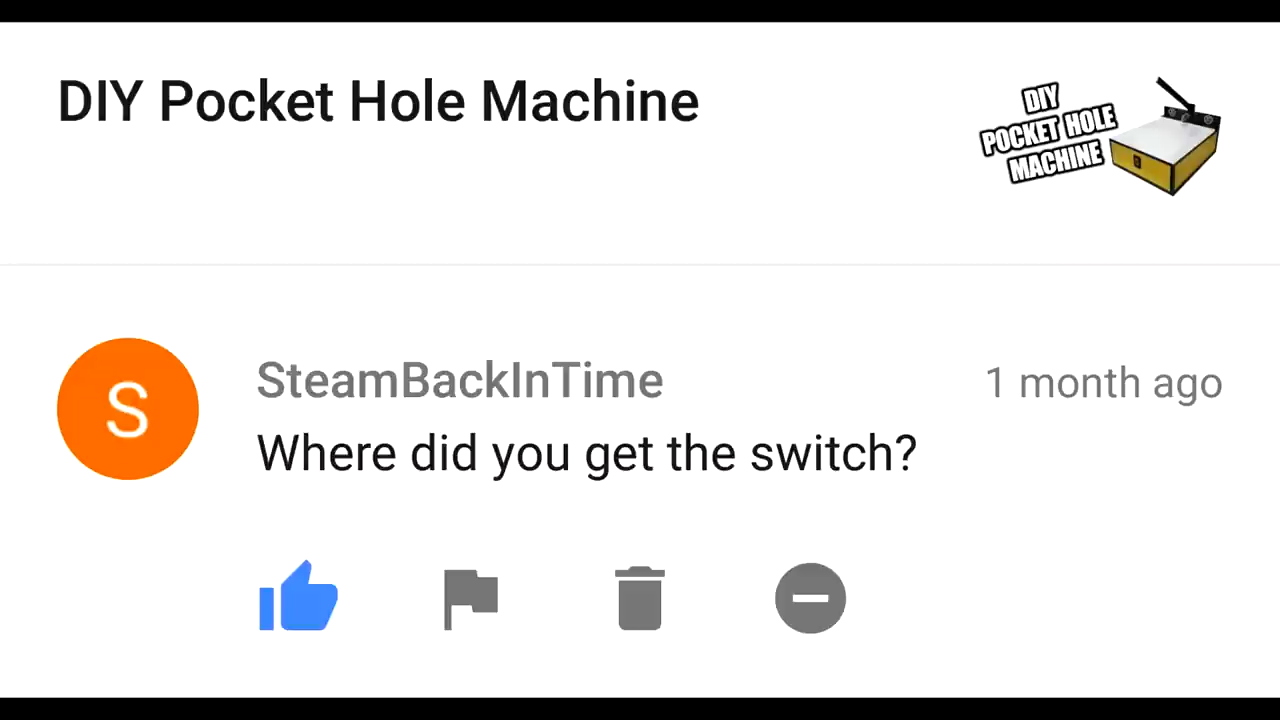 DIY Pocket Hole Machine
DIY
POCKET HOLE
MACHINE
S
SteamBackInTime
1 month ago
Where did you get the switch?